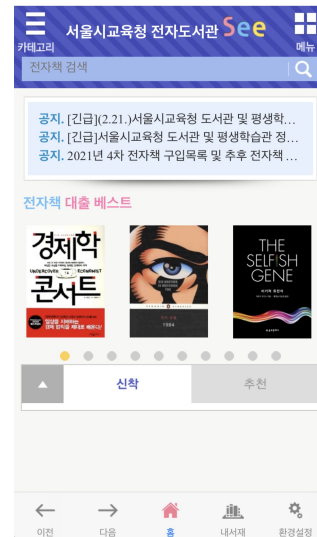 서울시교육청 전자도서관 See
카테고리
메뉴
전자책 검색
공지. [긴급](2.21.)서울시교육청 도서관 및 평생학...
공지. [긴급]서울시교육청 도서관 및 평생학습관 정...
공지. 2021년 4차 전자책 구입목록 및 추후 전자책 ...
전자책 대출 베스트
경제학
UNDERCOVER ECONOMIST
콘서트
1984
THE
SELFISH
GENE
신착
추천
이전
다음
홈
내서재
환경설정